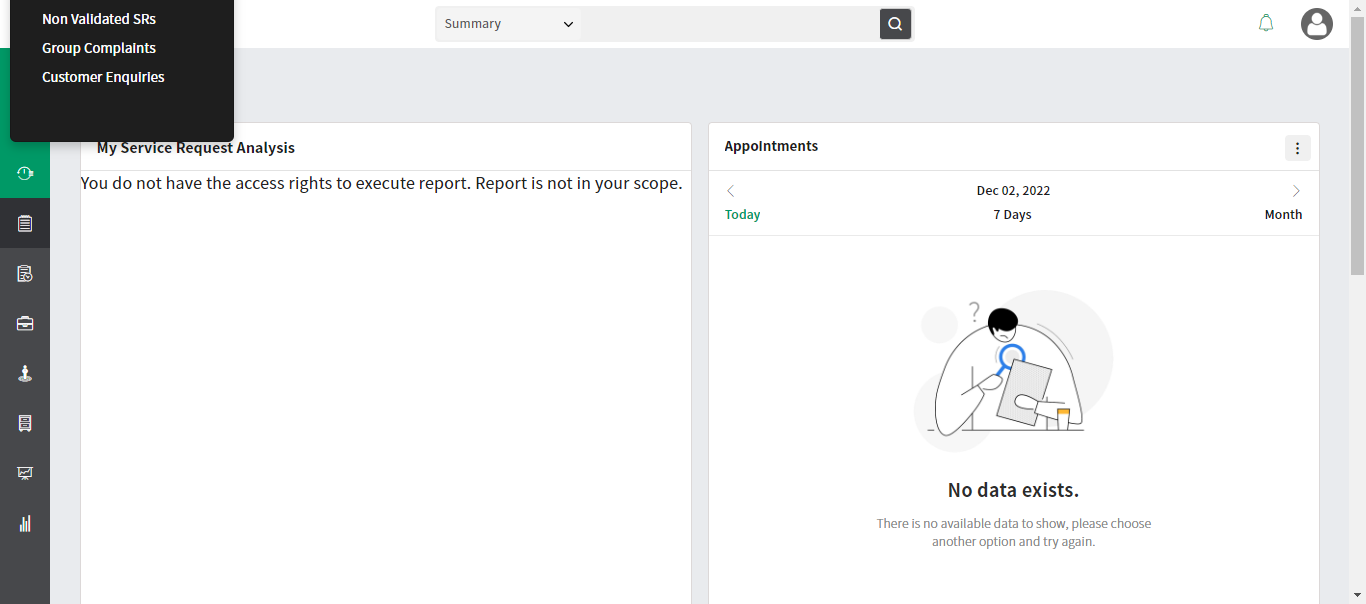 Non Validated SRs
Group Complaints
Customer Enquiries
Summary
My Service Request Analysis
You do not have the access rights to execute report. Report is not in your scope.
Appointments
Dec 02, 2022
Today
7 Days
Month
?
No data exists.
There is no available data to show, please choose
another option and try again.